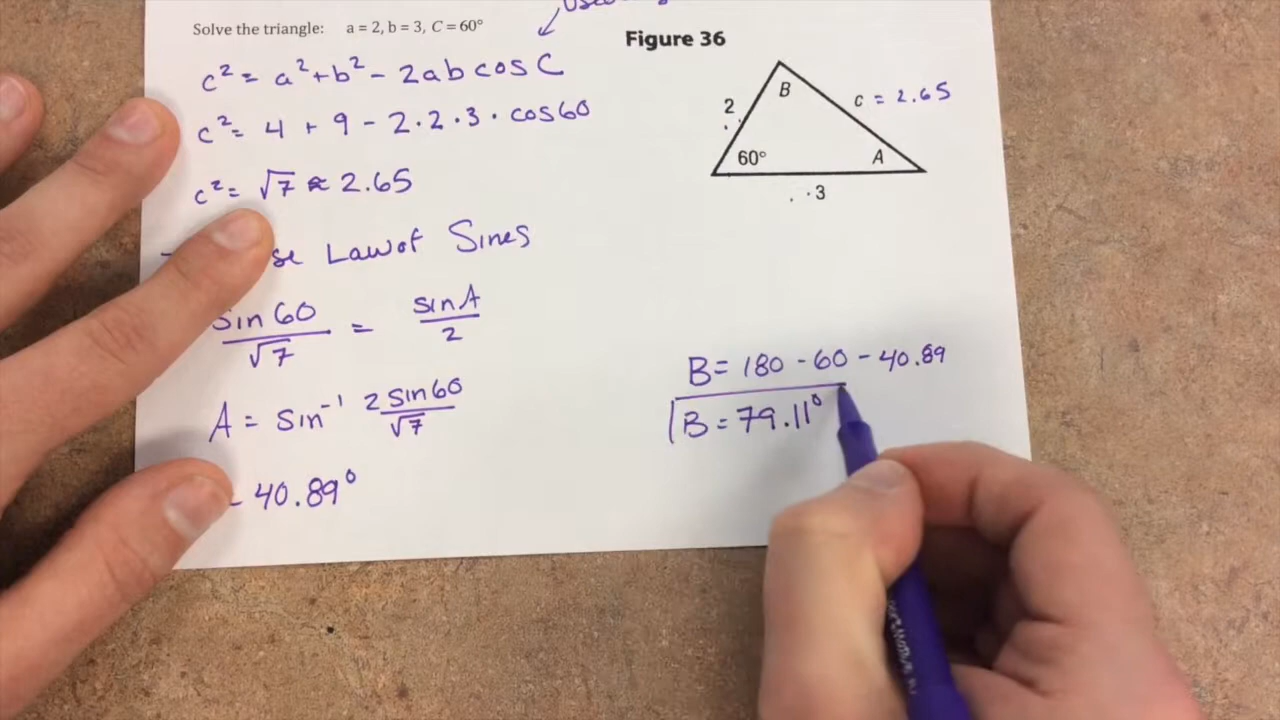 Solve the triangle: a = 2, b = 3, C = 60°
c² = a² + b² - 2ab cos C
c² = 4 + 9 - 2·2·3·cos60
c² = √7 ≈ 2.65
Law of Sines
sin 60 / √7 = sin A / 2
A = sin⁻¹ 2 sin 60 / √7
40.89°
Figure 36
B
2
c = 2.65
60°
A
3
B = 180 - 60 - 40.89
B = 79.11°